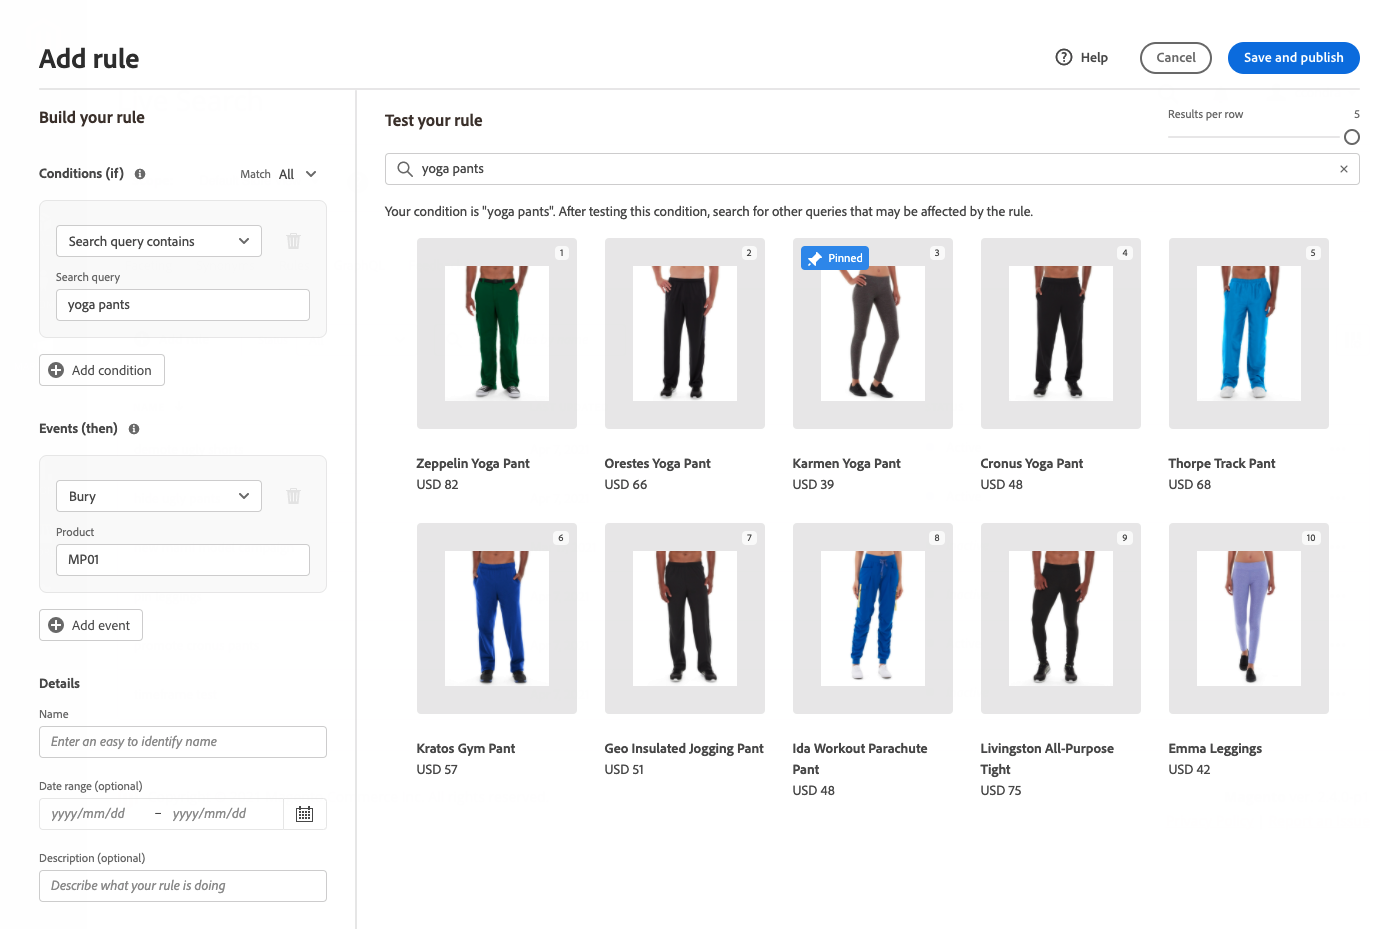 Add rule
Help
Cancel
Save and publish
Build your rule
Conditions (if)
Match All
Search query contains
Search query
yoga pants
Add condition
Events (then)
Bury
Product
MP01
Add event
Details
Name
Enter an easy to identify name
Date range (optional)
yyyy/mm/dd – yyyy/mm/dd
Description (optional)
Describe what your rule is doing
Test your rule
Results per row 5
yoga pants
Your condition is "yoga pants". After testing this condition, search for other queries that may be affected by the rule.
1
Zeppelin Yoga Pant
USD 82
2
Orestes Yoga Pant
USD 66
Pinned
3
Karmen Yoga Pant
USD 39
4
Cronus Yoga Pant
USD 48
5
Thorpe Track Pant
USD 68
6
Kratos Gym Pant
USD 57
7
Geo Insulated Jogging Pant
USD 51
8
Ida Workout Parachute
Pant
USD 48
9
Livingston All-Purpose
Tight
USD 75
10
Emma Leggings
USD 42